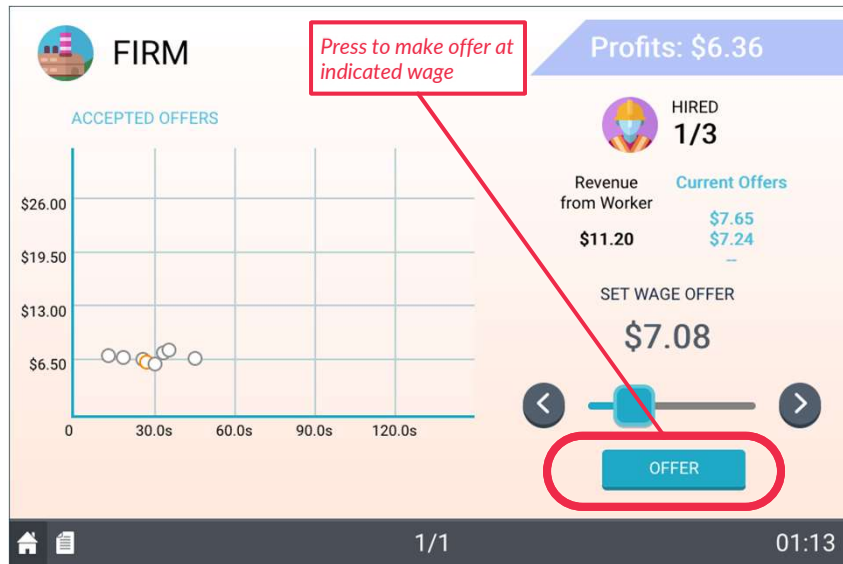 FIRM
Press to make offer at
indicated wage
Profits: $6.36
ACCEPTED OFFERS
HIRED
1/3
Revenue
from Worker
Current Offers
$11.20
$7.65
$7.24
--
SET WAGE OFFER
$7.08
OFFER
$26.00
$19.50
$13.00
$6.50
0
30.0s
60.0s
90.0s
120.0s
1/1
01:13